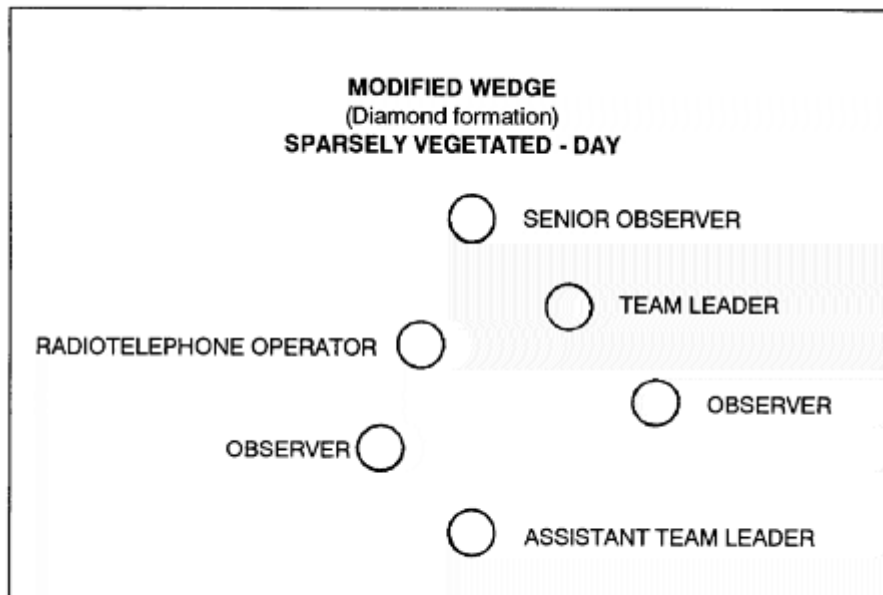 MODIFIED WEDGE
(Diamond formation)
SPARSELY VEGETATED - DAY
SENIOR OBSERVER
TEAM LEADER
RADIOTELEPHONE OPERATOR
OBSERVER
OBSERVER
ASSISTANT TEAM LEADER